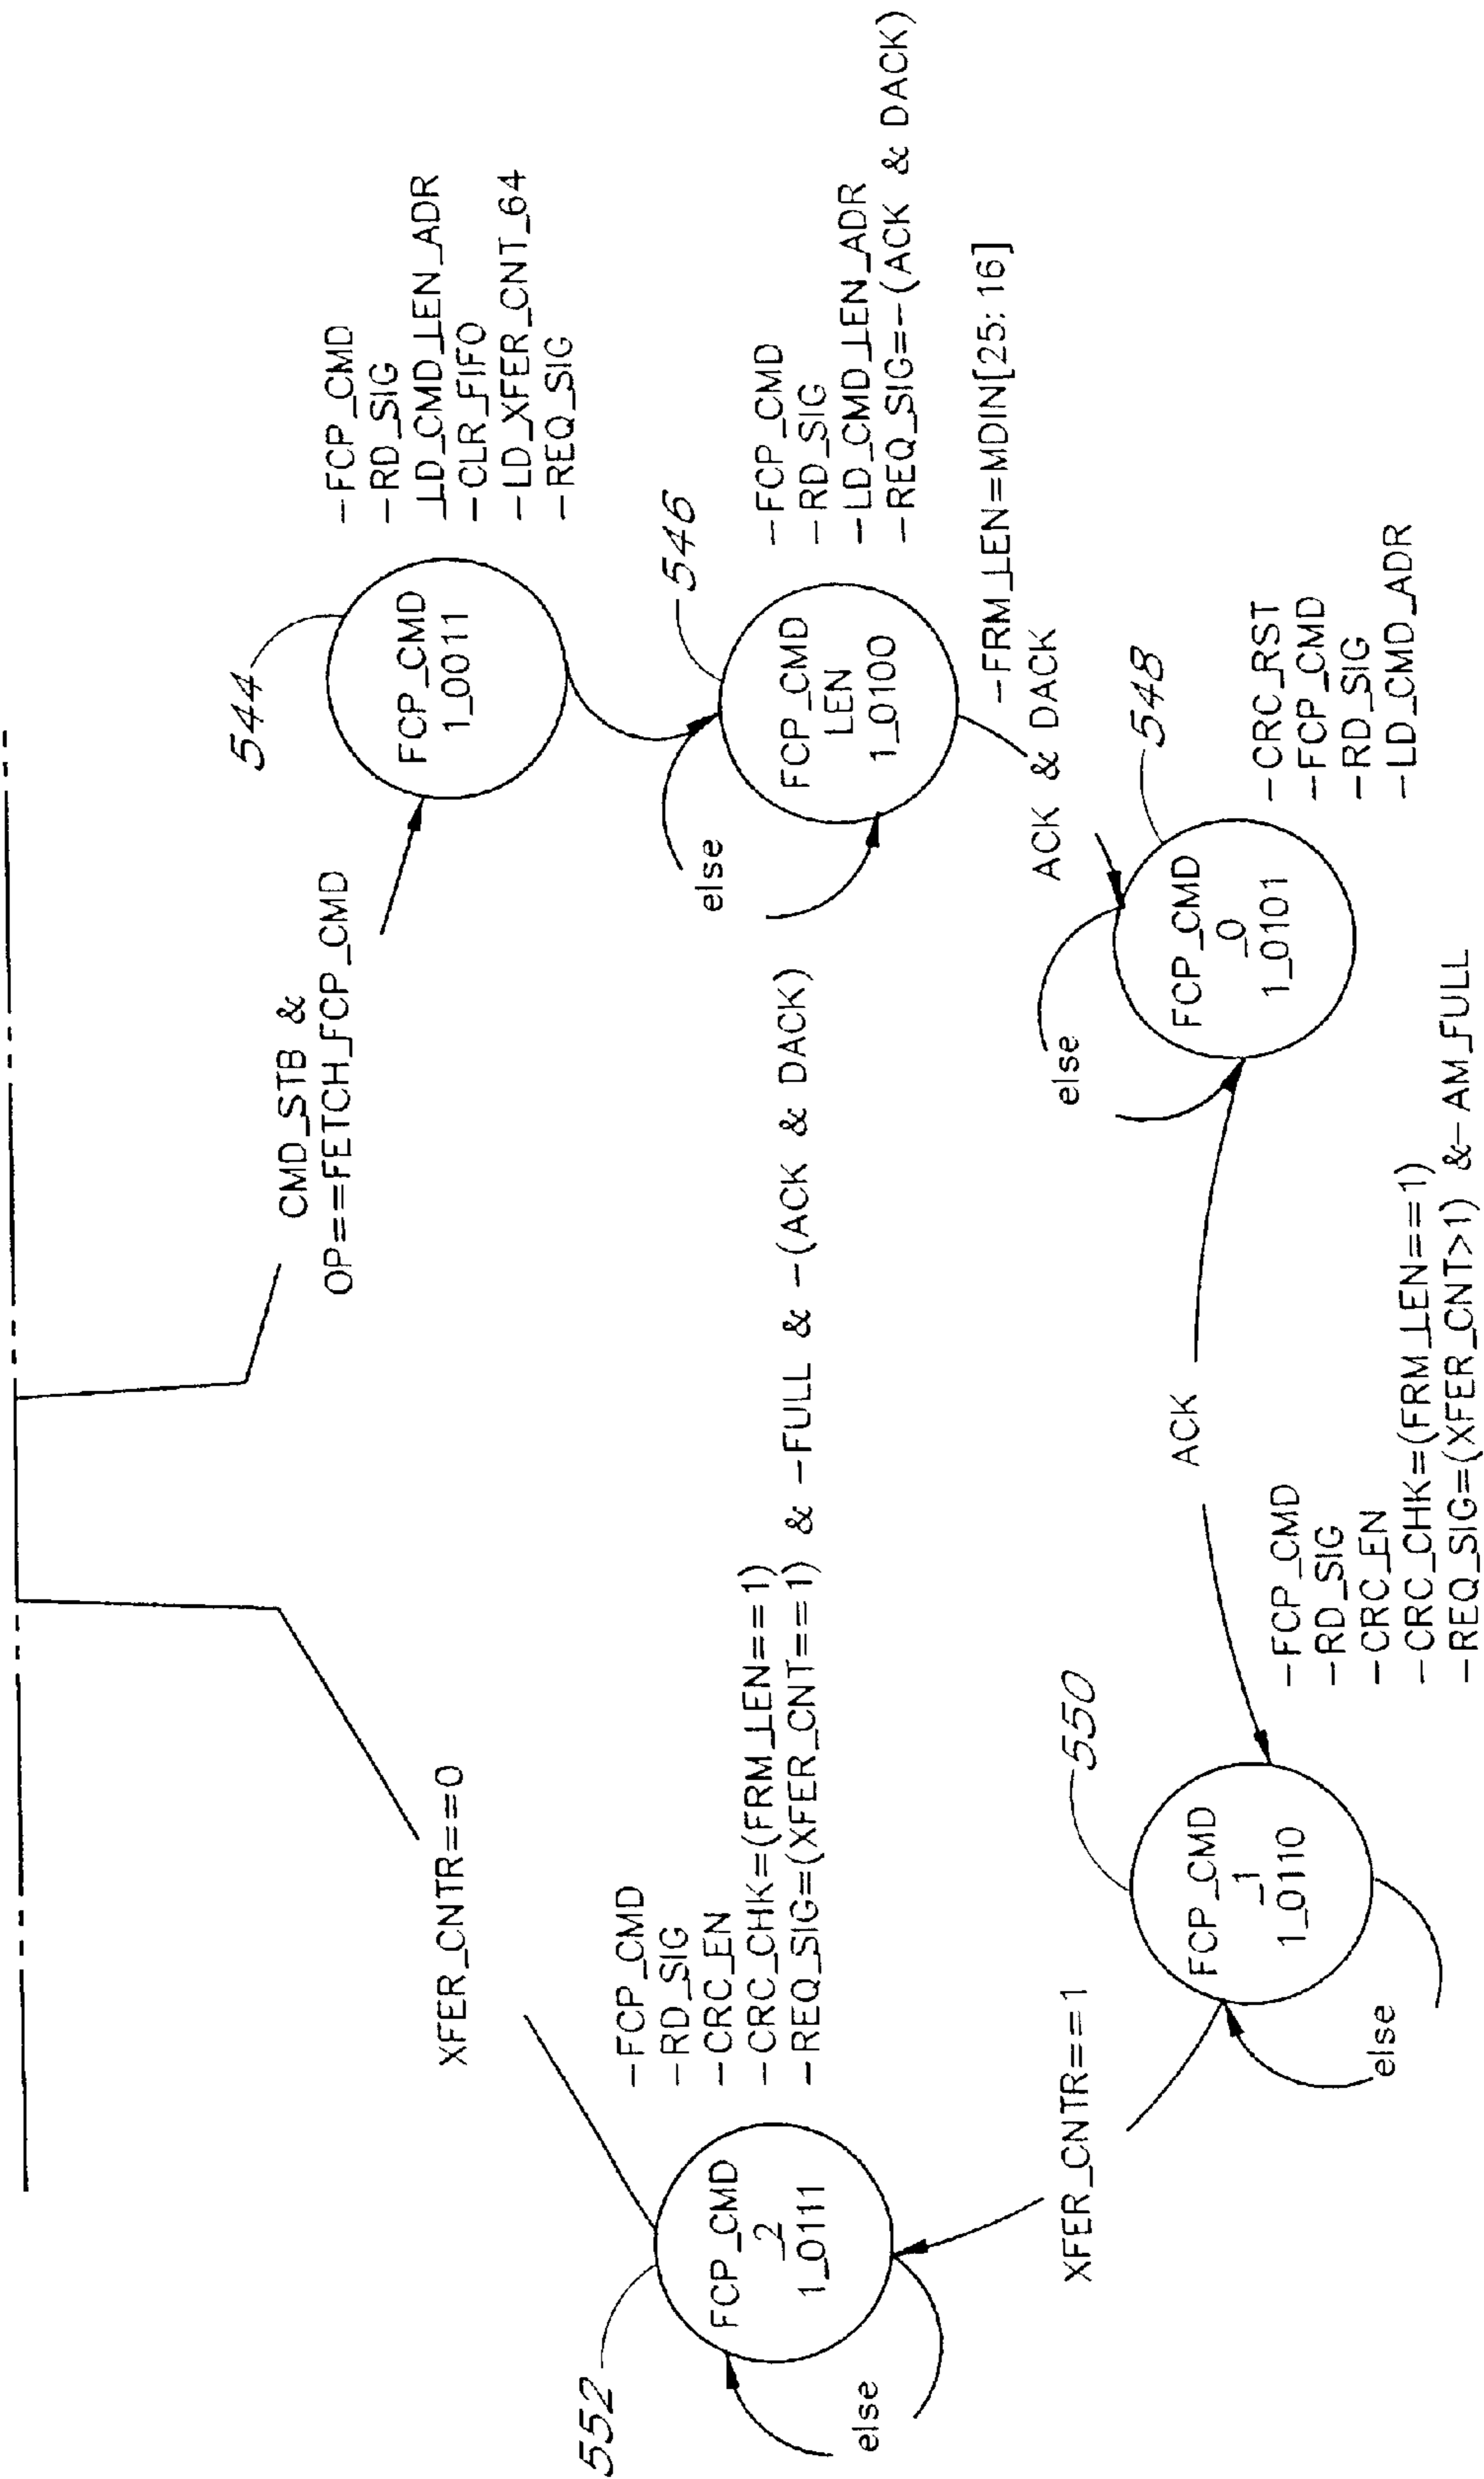 CMD_STB &
OP==FETCH_FCP_CMD
544
FCP_CMD
1_0011
-FCP_CMD
-RD_SIG
_LD_CMD_LEN_ADR
-CLR_FIFO
-LD_XFER_CNT_64
-REQ_SIG
546
FCP_CMD
LEN
1_0100
-FCP_CMD
-RD_SIG
-LD_CMD_LEN_ADR
-REQ_SIG=-(ACK & DACK)
else
-FRM_LEN=MDIN[25:16]
ACK & DACK
548
FCP_CMD
_0
1_0101
-CRC_RST
-FCP_CMD
-RD_SIG
-LD_CMD_ADR
else
ACK
550
FCP_CMD
_1
1_0110
-FCP_CMD
-RD_SIG
-CRC_EN
-CRC_CHK=(FRM_LEN==1)
-REQ_SIG=(XFER_CNT>1) &-AM_FULL
else
XFER_CNTR==1
552
FCP_CMD
_2
1_0111
-FCP_CMD
-RD_SIG
-CRC_EN
-CRC_CHK=(FRM_LEN==1)
-REQ_SIG=(XFER_CNT==1) & -FULL & -(ACK & DACK)
else
XFER_CNTR==0